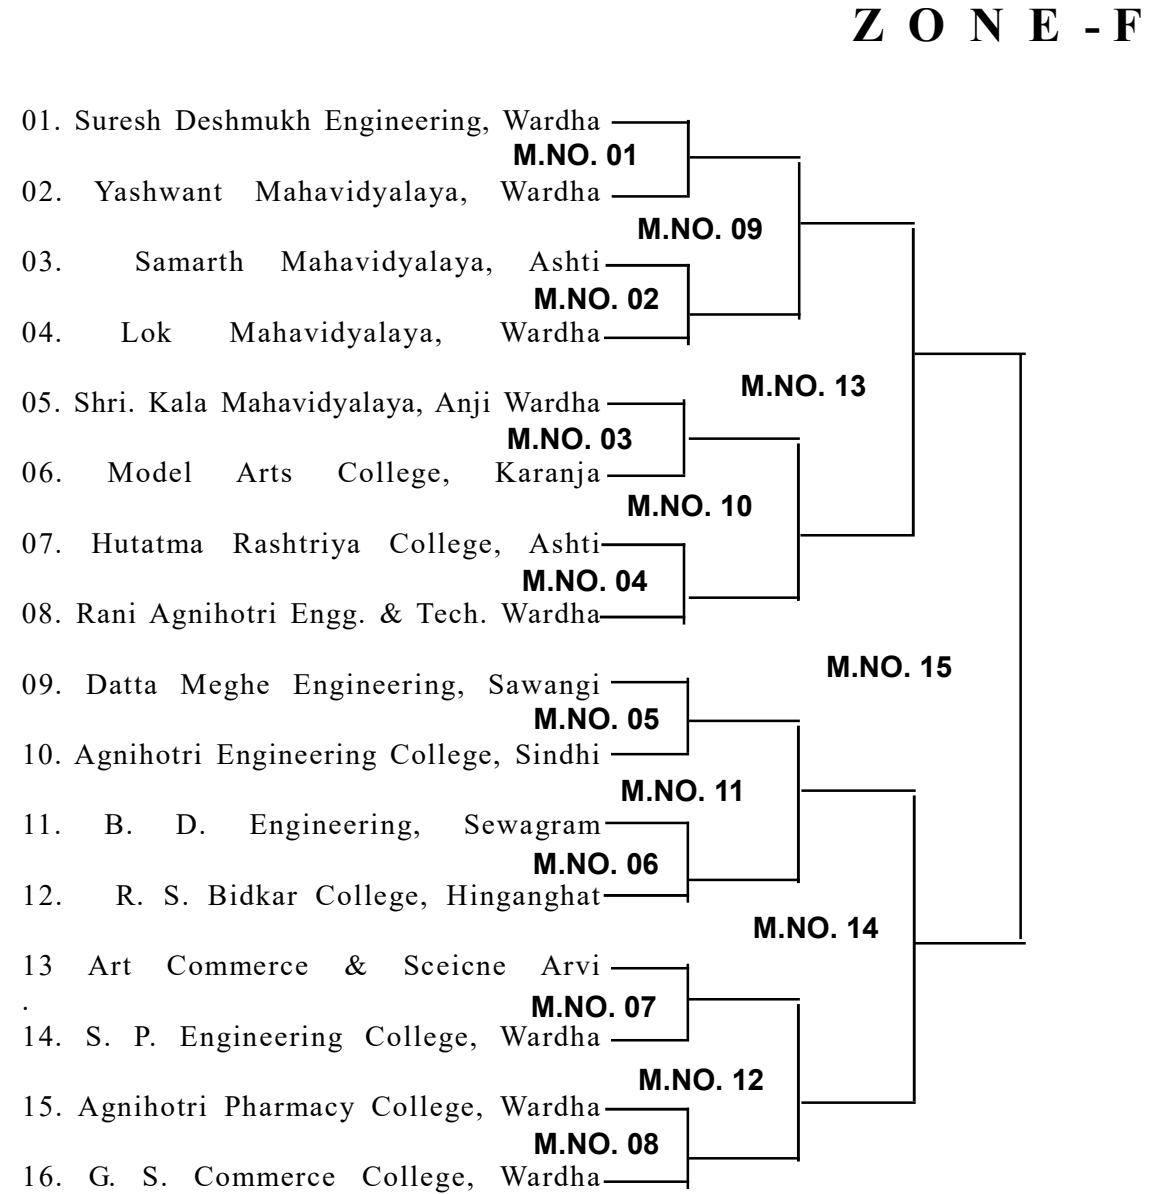 Z O N E - F
01. Suresh Deshmukh Engineering, Wardha
M.NO. 01
02. Yashwant Mahavidyalaya, Wardha
M.NO. 09
03. Samarth Mahavidyalaya, Ashti
M.NO. 02
04. Lok Mahavidyalaya, Wardha
M.NO. 13
05. Shri. Kala Mahavidyalaya, Anji Wardha
M.NO. 03
06. Model Arts College, Karanja
M.NO. 10
07. Hutatma Rashtriya College, Ashti
M.NO. 04
08. Rani Agnihotri Engg. & Tech. Wardha
M.NO. 15
09. Datta Meghe Engineering, Sawangi
M.NO. 05
10. Agnihotri Engineering College, Sindhi
M.NO. 11
11. B. D. Engineering, Sewagram
M.NO. 06
12. R. S. Bidkar College, Hinganghat
M.NO. 14
13 Art Commerce & Sceicne Arvi
.
M.NO. 07
14. S. P. Engineering College, Wardha
M.NO. 12
15. Agnihotri Pharmacy College, Wardha
M.NO. 08
16. G. S. Commerce College, Wardha